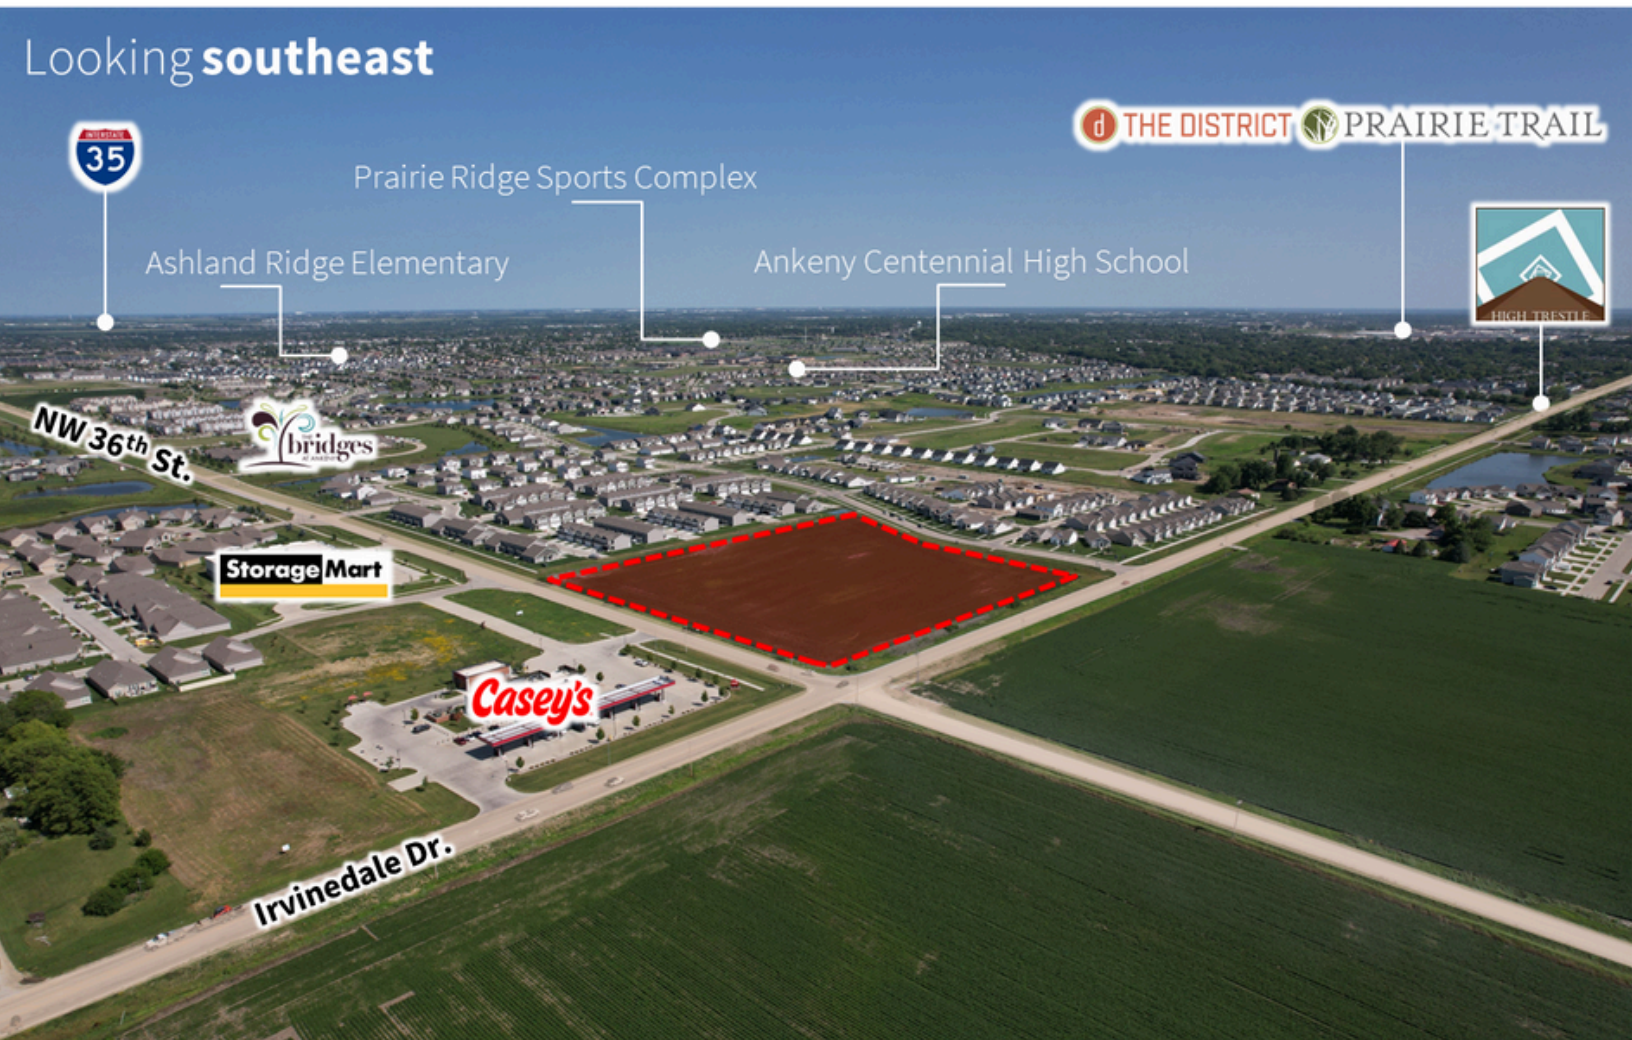 Looking southeast
INTERSTATE
35
d THE DISTRICT PRAIRIE TRAIL
Prairie Ridge Sports Complex
Ashland Ridge Elementary
Ankeny Centennial High School
HIGH TRESTLE
NW 36th St.
bridges
StorageMart
Casey's
Irvinedale Dr.